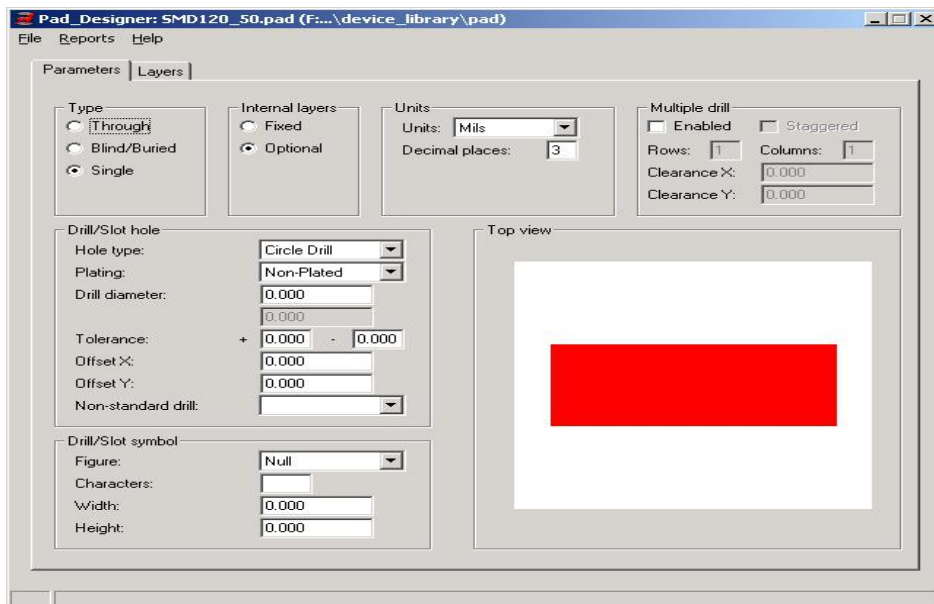 Pad_Designer: SMD120_50.pad (F:...\device_library\pad)
File Reports Help
Parameters Layers
Type
Through
Blind/Buried
Single
Internal layers
Fixed
Optional
Units
Units: Mils
Decimal places: 3
Multiple drill
Enabled Staggered
Rows: 1 Columns: 1
Clearance X: 0.000
Clearance Y: 0.000
Drill/Slot hole
Hole type: Circle Drill
Plating: Non-Plated
Drill diameter: 0.000
0.000
Tolerance: + 0.000 - 0.000
Offset X: 0.000
Offset Y: 0.000
Non-standard drill:
Drill/Slot symbol
Figure: Null
Characters:
Width: 0.000
Height: 0.000
Top view